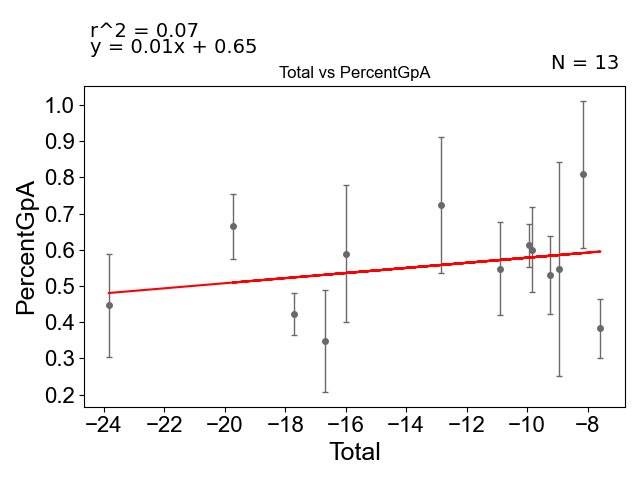 r^2 = 0.07
y = 0.01x + 0.65
N = 13
Total vs PercentGpA
PercentGpA
1.0
0.9
0.8
0.7
0.6
0.5
0.4
0.3
0.2
−24 −22 −20 −18 −16 −14 −12 −10 −8
Total